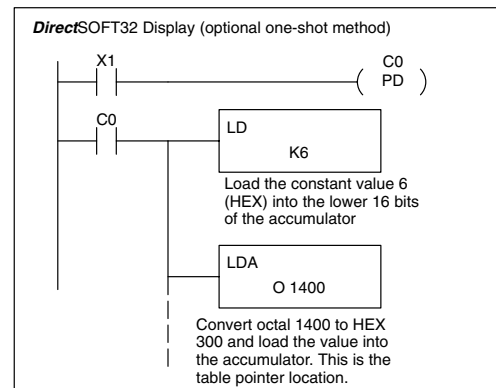 DirectSOFT32 Display (optional one-shot method)
X1
C0
PD
C0
LD
K6
Load the constant value 6
(HEX) into the lower 16 bits
of the accumulator
LDA
O 1400
Convert octal 1400 to HEX
300 and load the value into
the accumulator. This is the
table pointer location.